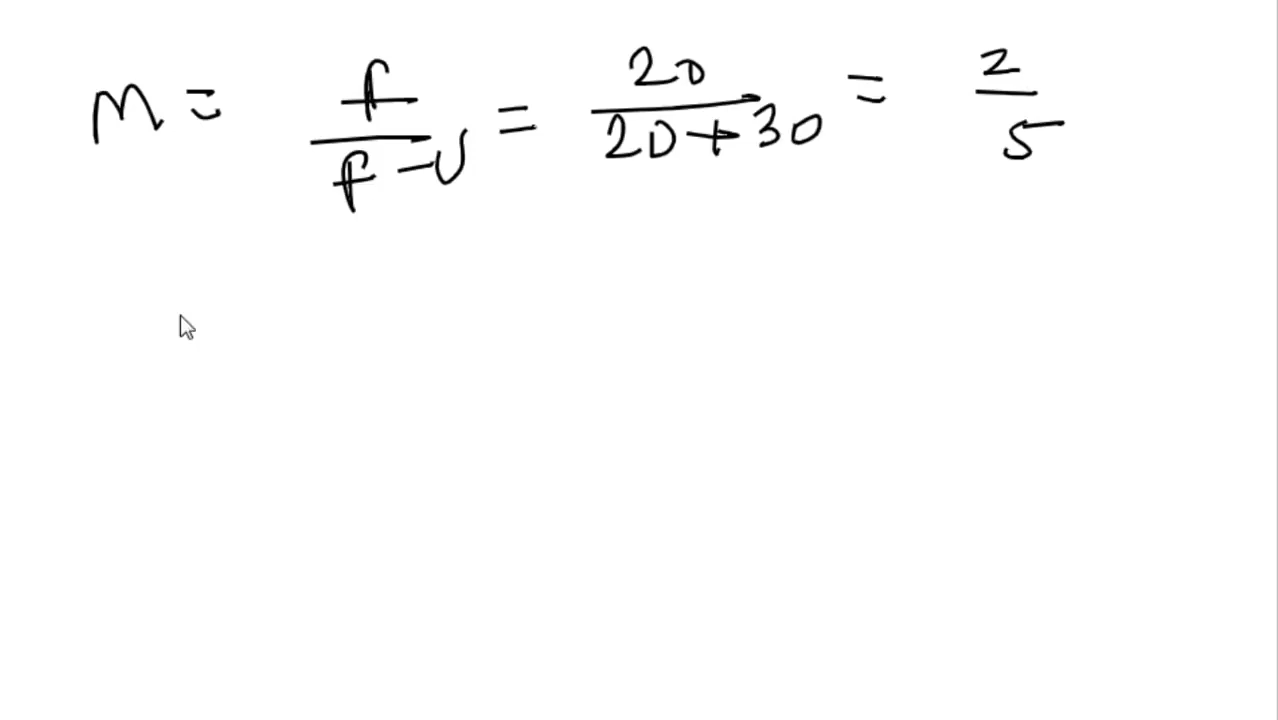 m = f / f - u = 20 / 20 + 30 = 2 / 5